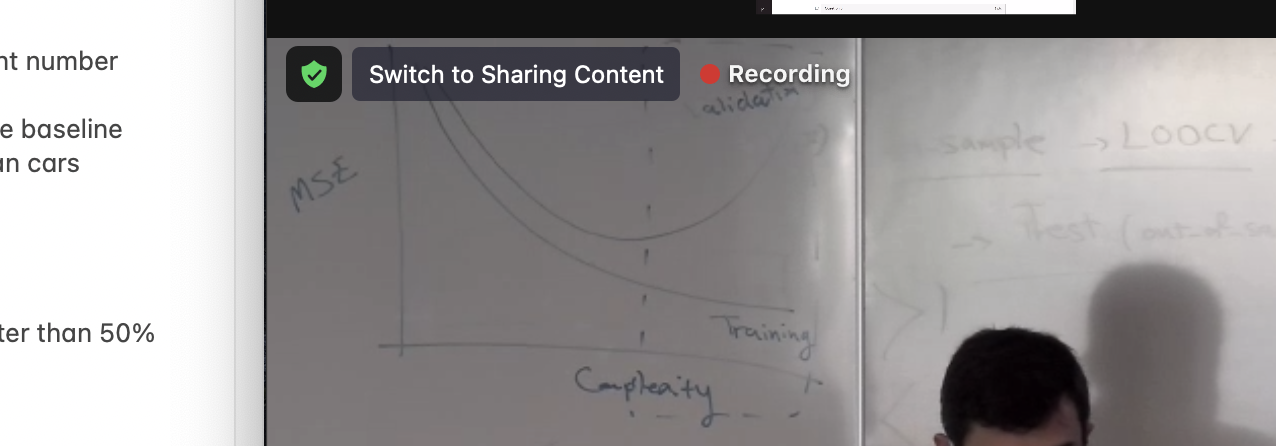 nt number
e baseline
an cars
ter than 50%
Switch to Sharing Content
Recording
alidation
MSE
Training
Complexity
sample → LOOCV
→ Test (out-of-sa